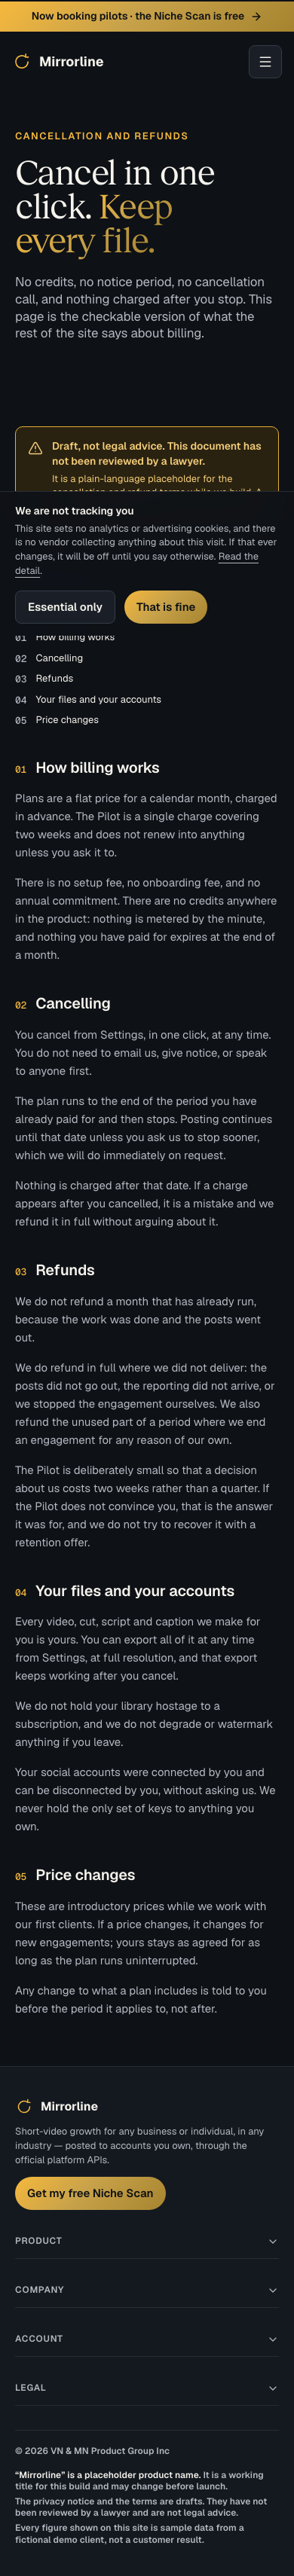 Now booking pilots · the Niche Scan is free →
Mirrorline
CANCELLATION AND REFUNDS
Cancel in one
click. Keep
every file.
No credits, no notice period, no cancellation
call, and nothing charged after you stop. This
page is the checkable version of what the
rest of the site says about billing.
Draft, not legal advice. This document has
not been reviewed by a lawyer.
It is a plain-language placeholder for the
We are not tracking you
This site sets no analytics or advertising cookies, and there
is no vendor collecting anything about this visit. If that ever
changes, it will be off until you say otherwise. Read the
detail.
Essential only
That is fine
01 How billing works
02 Cancelling
03 Refunds
04 Your files and your accounts
05 Price changes
01 How billing works
Plans are a flat price for a calendar month, charged
in advance. The Pilot is a single charge covering
two weeks and does not renew into anything
unless you ask it to.
There is no setup fee, no onboarding fee, and no
annual commitment. There are no credits anywhere
in the product: nothing is metered by the minute,
and nothing you have paid for expires at the end of
a month.
02 Cancelling
You cancel from Settings, in one click, at any time.
You do not need to email us, give notice, or speak
to anyone first.
The plan runs to the end of the period you have
already paid for and then stops. Posting continues
until that date unless you ask us to stop sooner,
which we will do immediately on request.
Nothing is charged after that date. If a charge
appears after you cancelled, it is a mistake and we
refund it in full without arguing about it.
03 Refunds
We do not refund a month that has already run,
because the work was done and the posts went
out.
We do refund in full where we did not deliver: the
posts did not go out, the reporting did not arrive, or
we stopped the engagement ourselves. We also
refund the unused part of a period where we end
an engagement for any reason of our own.
The Pilot is deliberately small so that a decision
about us costs two weeks rather than a quarter. If
the Pilot does not convince you, that is the answer
it was for, and we do not try to recover it with a
retention offer.
04 Your files and your accounts
Every video, cut, script and caption we make for
you is yours. You can export all of it at any time
from Settings, at full resolution, and that export
keeps working after you cancel.
We do not hold your library hostage to a
subscription, and we do not degrade or watermark
anything if you leave.
Your social accounts were connected by you and
can be disconnected by you, without asking us. We
never hold the only set of keys to anything you
own.
05 Price changes
These are introductory prices while we work with
our first clients. If a price changes, it changes for
new engagements; yours stays as agreed for as
long as the plan runs uninterrupted.
Any change to what a plan includes is told to you
before the period it applies to, not after.
Mirrorline
Short-video growth for any business or individual, in any
industry — posted to accounts you own, through the
official platform APIs.
Get my free Niche Scan
PRODUCT
COMPANY
ACCOUNT
LEGAL
© 2026 VN & MN Product Group Inc
“Mirrorline” is a placeholder product name. It is a working
title for this build and may change before launch.
The privacy notice and the terms are drafts. They have not
been reviewed by a lawyer and are not legal advice.
Every figure shown on this site is sample data from a
fictional demo client, not a customer result.